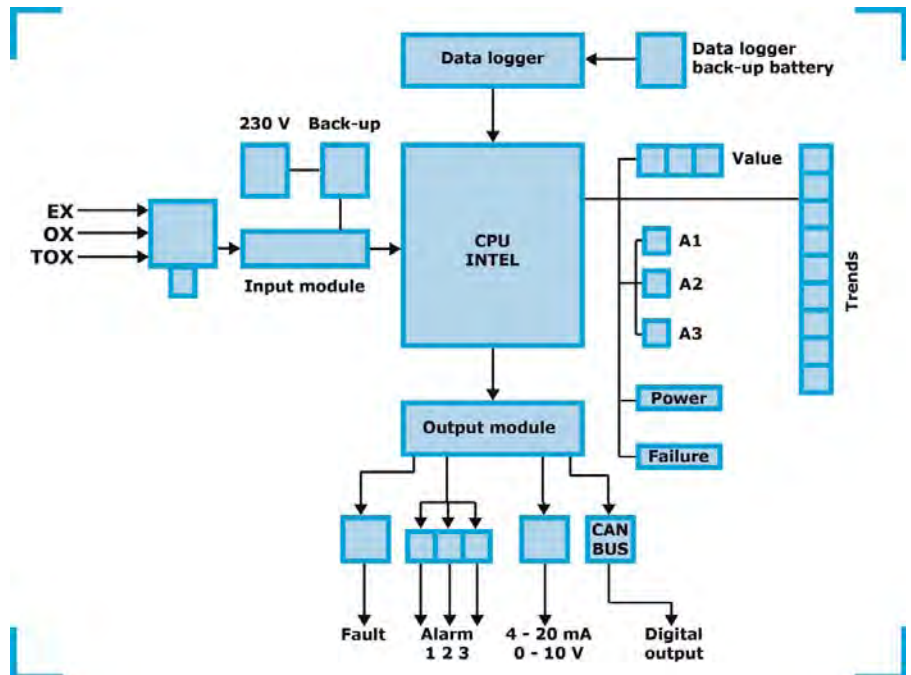 Data logger
Data logger
back-up battery
230 V
Back-up
Value
EX
OX
TOX
CPU
INTEL
A1
A2
A3
Input module
Trends
Power
Output module
Failure
CAN
BUS
Fault
Alarm
1 2 3
4 - 20 mA
0 - 10 V
Digital
output